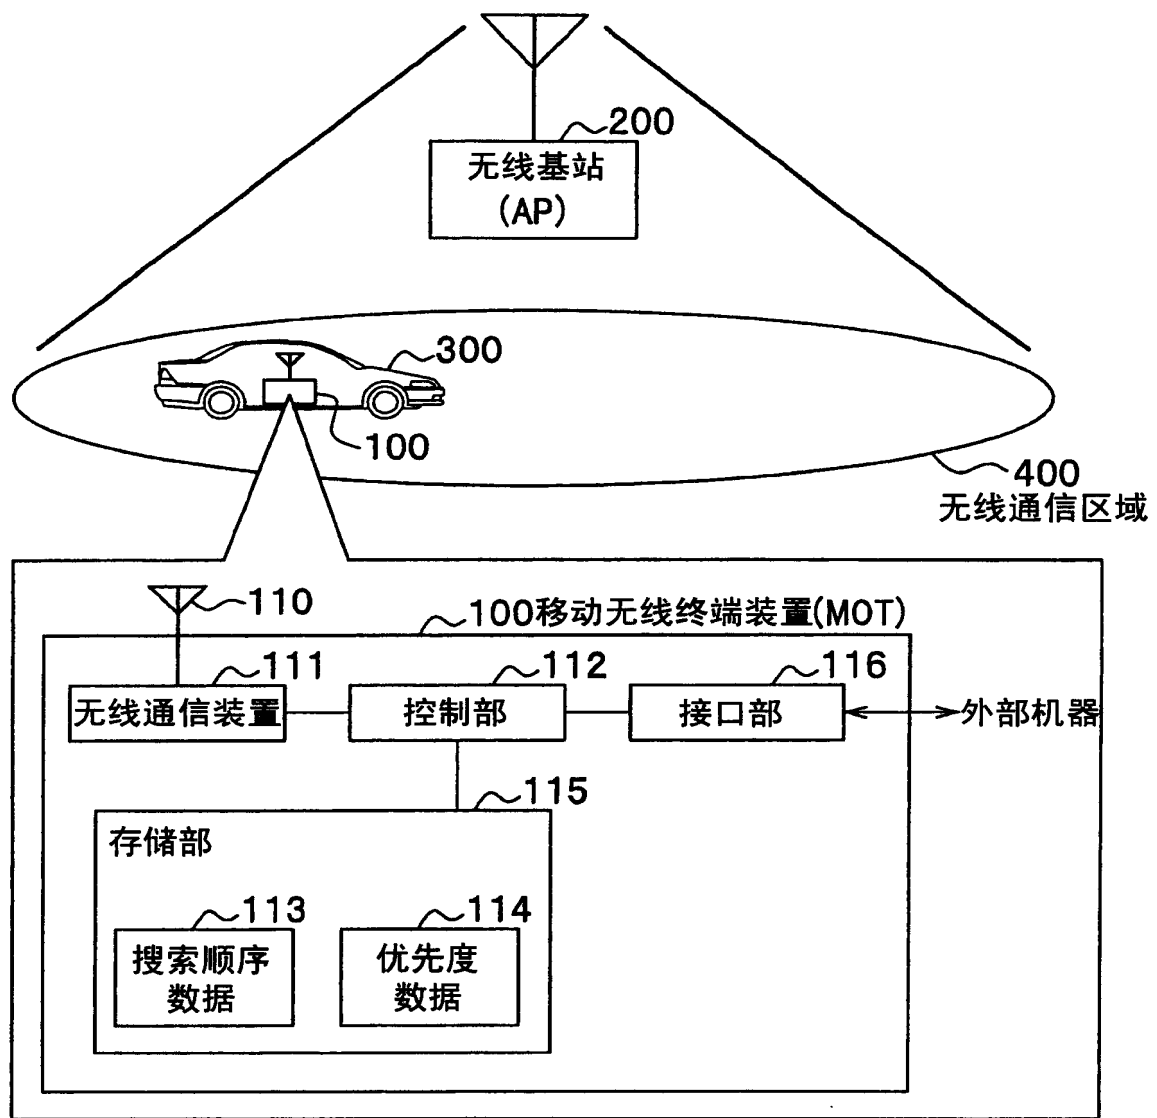 200
无线基站
(AP)
300
100
400
无线通信区域
110
100移动无线终端装置(MOT)
111
112
116
无线通信装置
控制部
接口部
外部机器
115
存储部
113
114
搜索顺序
数据
优先度
数据